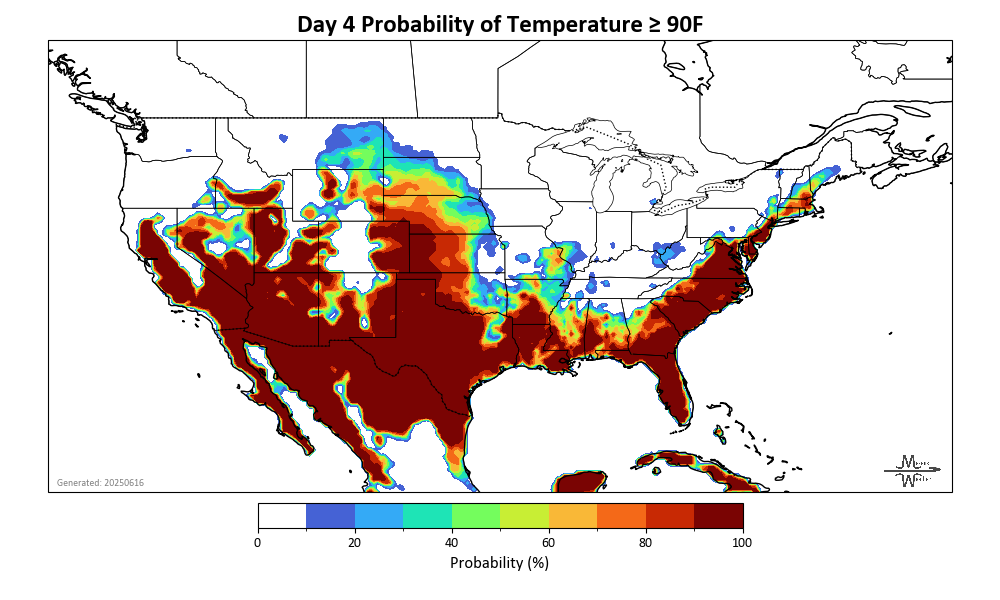 Day 4 Probability of Temperature ≥ 90F
Generated: 20250616
0 20 40 60 80 100
Probability (%)